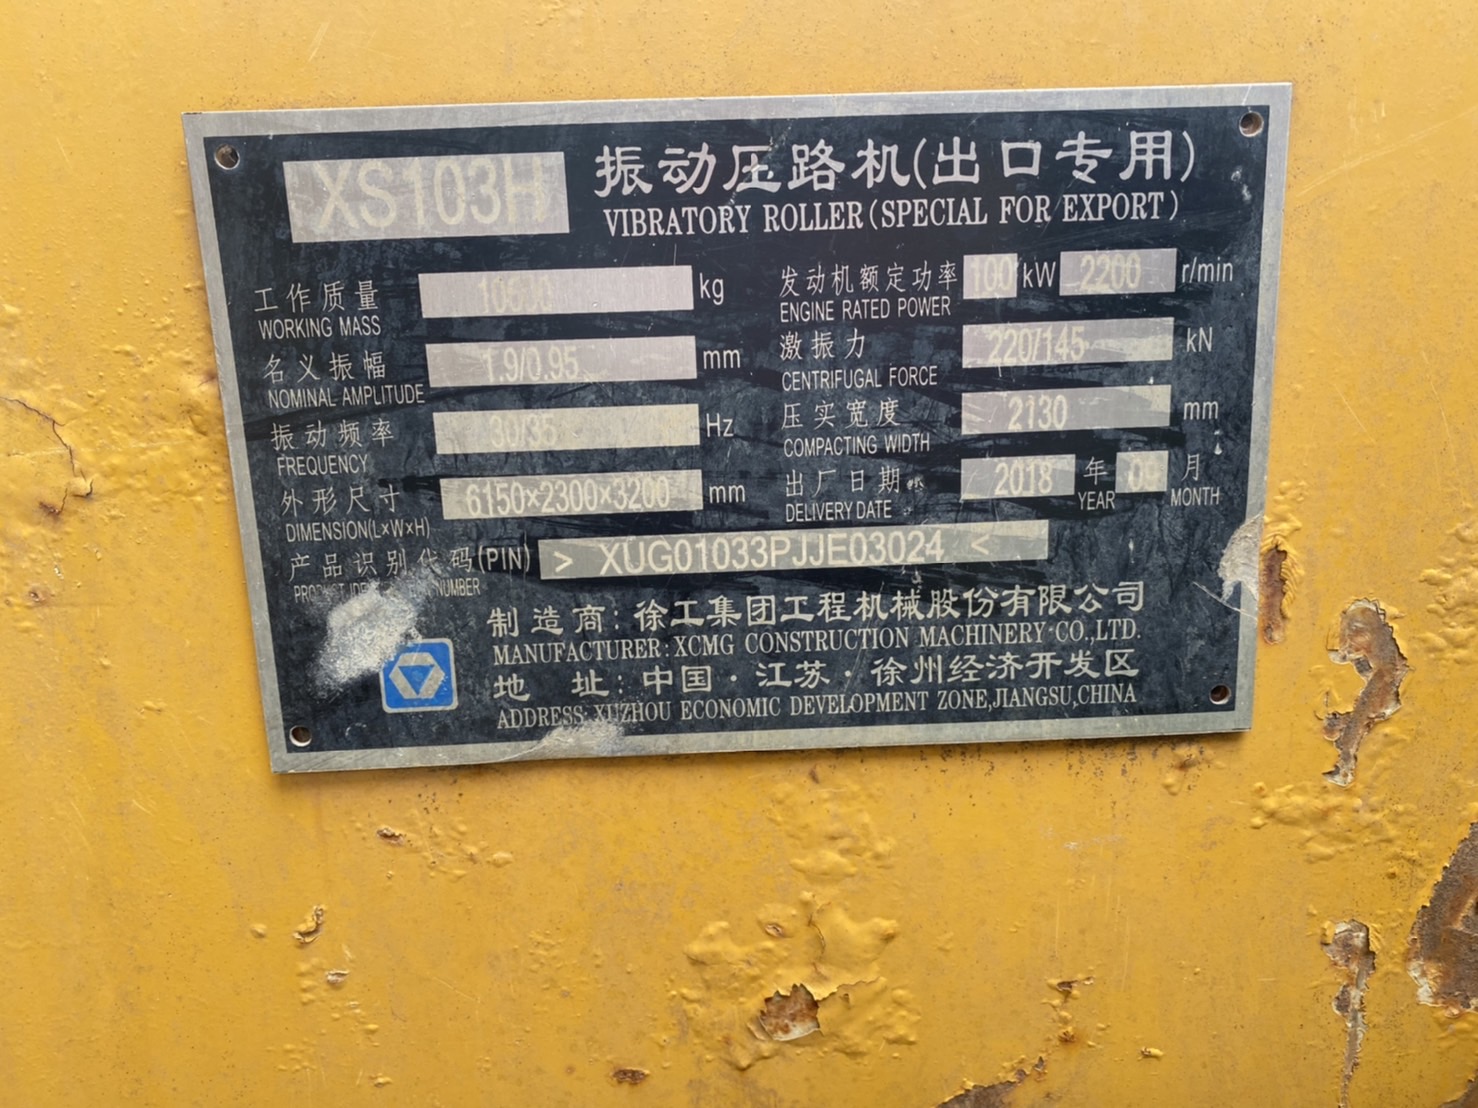 XS103H 振动压路机(出口专用)
VIBRATORY ROLLER(SPECIAL FOR EXPORT)
工作质量 kg
WORKING MASS
名义振幅 1.9/0.95 mm
NOMINAL AMPLITUDE
振动频率 30/35 Hz
FREQUENCY
外形尺寸 6150×2300×3200 mm
DIMENSION(L×W×H)
发动机额定功率 100 kW 2200 r/min
ENGINE RATED POWER
激振力 220/145 kN
CENTRIFUGAL FORCE
压实宽度 2130 mm
COMPACTING WIDTH
出厂日期 2018 年 月
DELIVERY DATE YEAR MONTH
产品识别代码(PIN) > XUG01033PJJE03024 <
NUMBER
制造商:徐工集团工程机械股份有限公司
MANUFACTURER:XCMG CONSTRUCTION MACHINERY CO.,LTD.
地 址:中国·江苏·徐州经济开发区
ADDRESS:XUZHOU ECONOMIC DEVELOPMENT ZONE,JIANGSU,CHINA